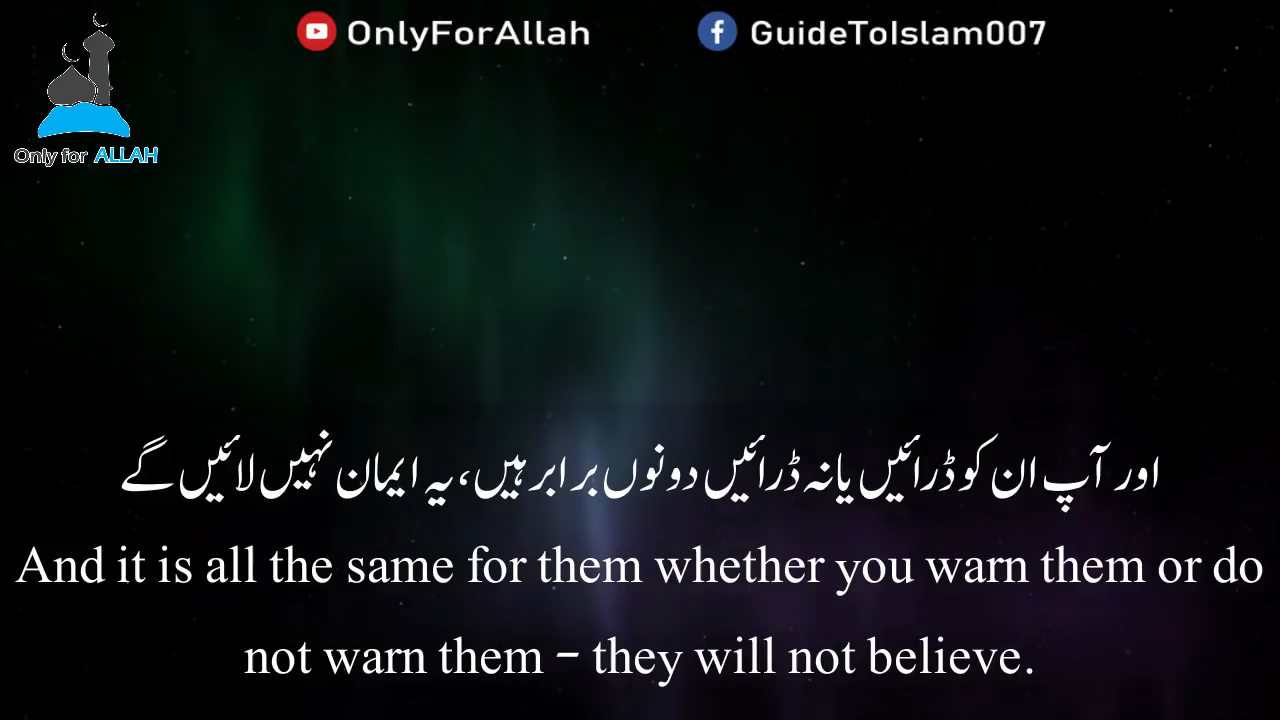 OnlyForAllah
GuideToIslam007
Only for ALLAH
اور آپ ان کو ڈرائیں یا نہ ڈرائیں دونوں برابر ہیں، یہ ایمان نہیں لائیں گے
And it is all the same for them whether you warn them or do
not warn them - they will not believe.